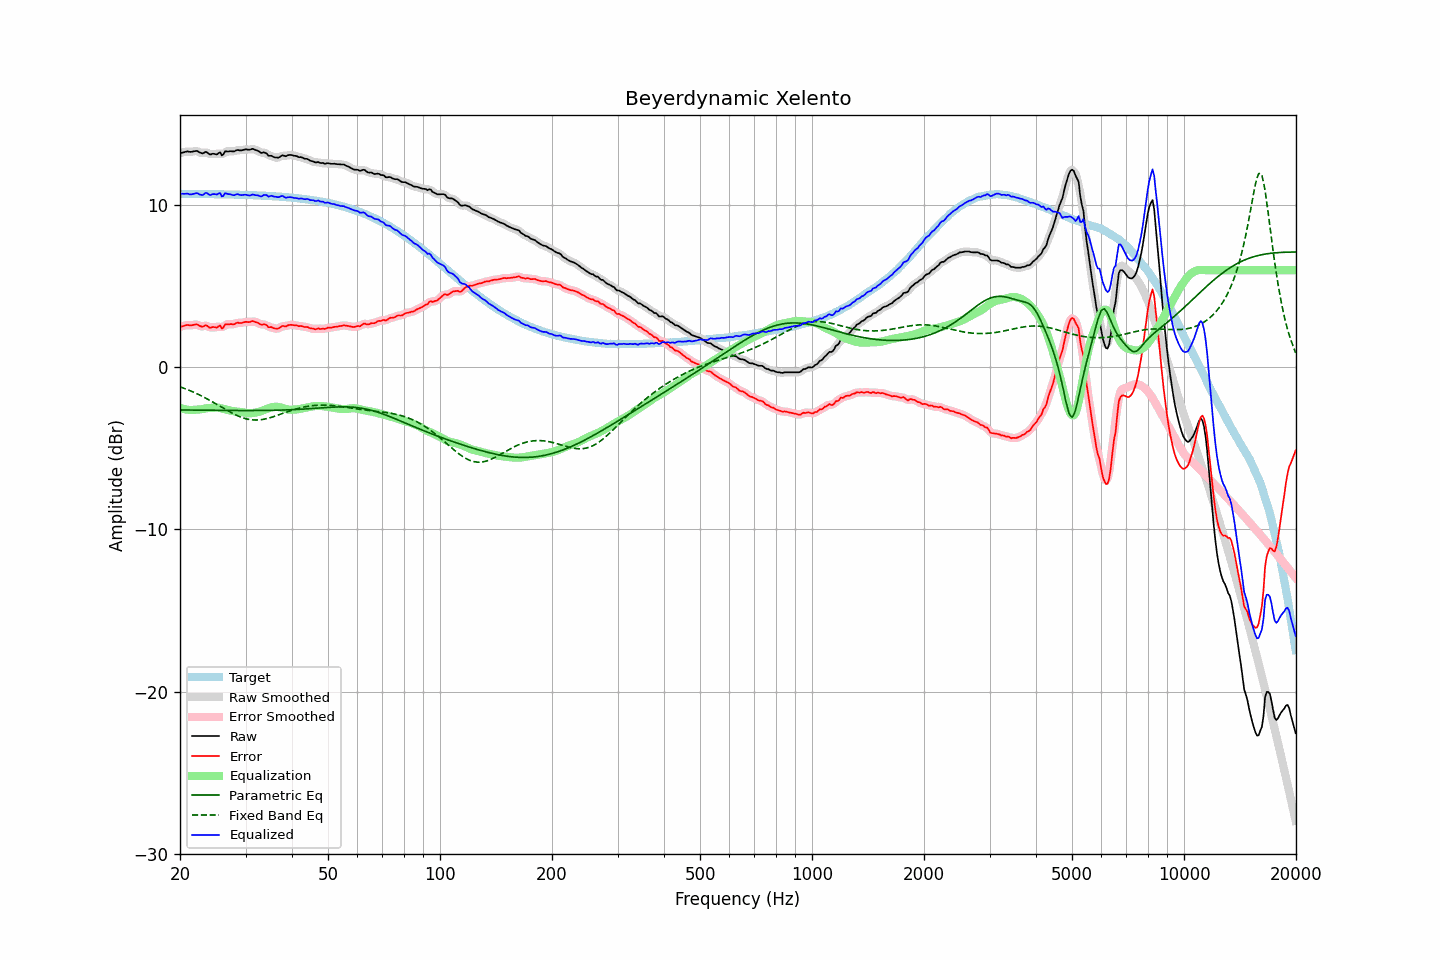 Beyerdynamic Xelento
Amplitude (dBr)
10
0
−10
−20
−30
Target
Raw Smoothed
Error Smoothed
Raw
Error
Equalization
Parametric Eq
Fixed Band Eq
Equalized
20 50 100 200 500 1000 2000 5000 10000 20000
Frequency (Hz)